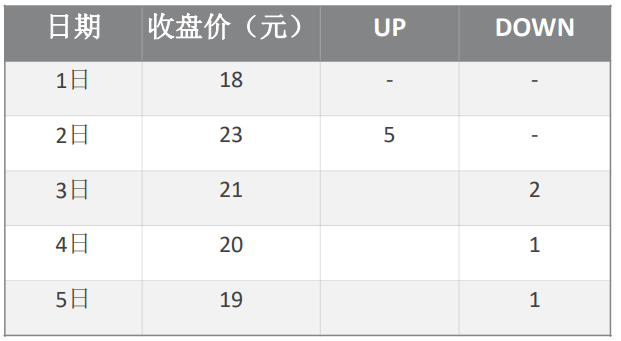 日期 收盘价（元） UP DOWN
1日 18 - -
2日 23 5 -
3日 21 2
4日 20 1
5日 19 1